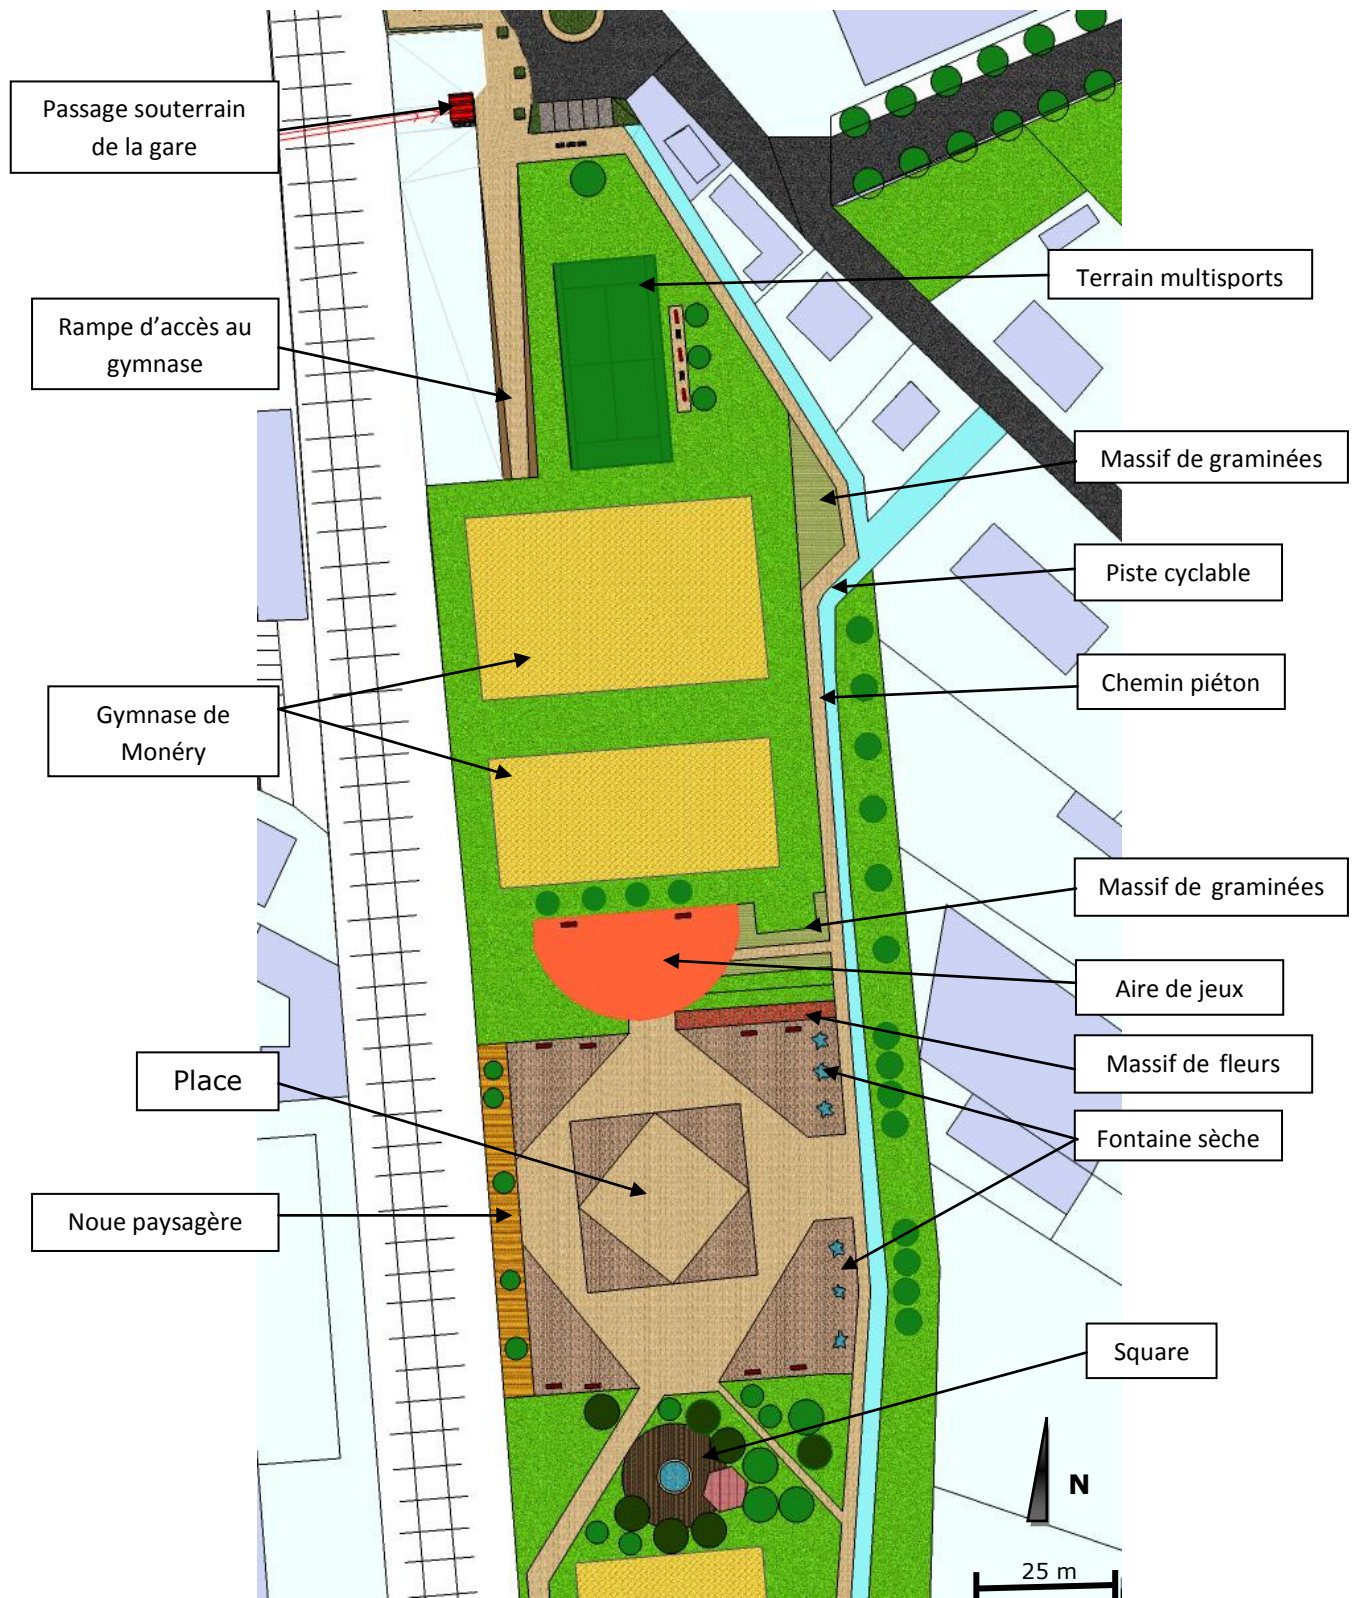 Passage souterrain
de la gare
Terrain multisports
Rampe d’accès au
gymnase
Massif de graminées
Piste cyclable
Chemin piéton
Gymnase de
Monéry
Massif de graminées
Aire de jeux
Massif de fleurs
Place
Fontaine sèche
Noue paysagère
Square
N
25 m